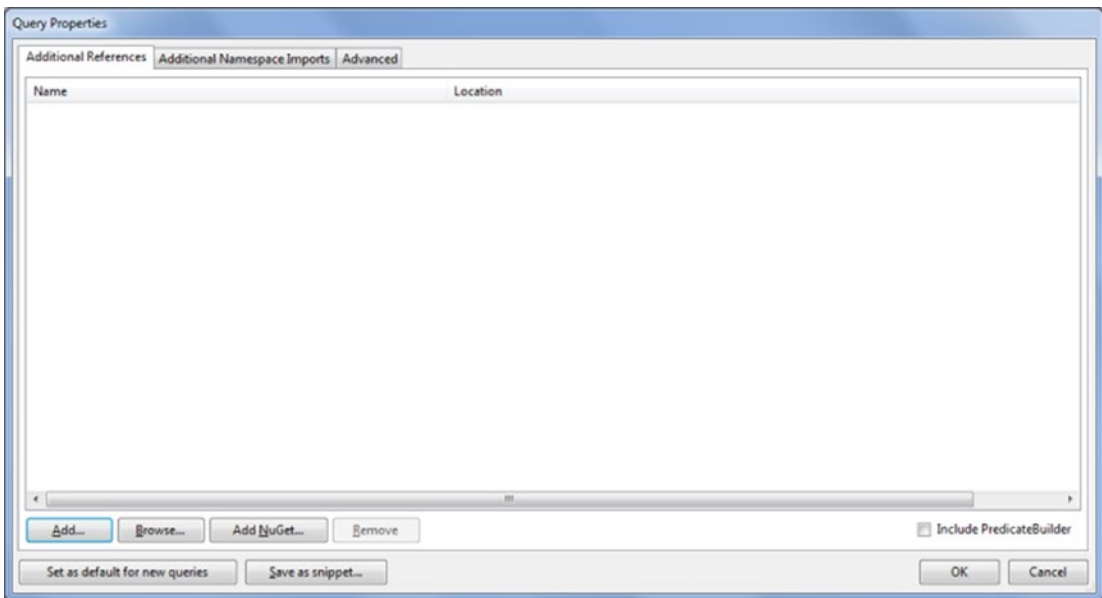 Query Properties
Additional References Additional Namespace Imports Advanced
Name Location
Add... Browse... Add NuGet... Remove Include PredicateBuilder
Set as default for new queries Save as snippet... OK Cancel